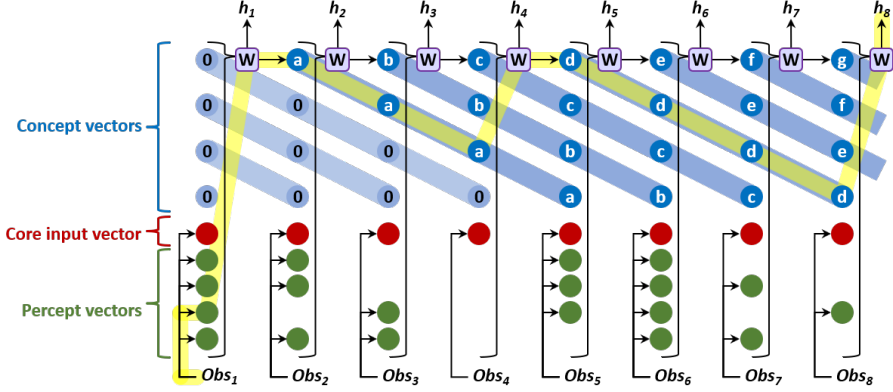 h1 h2 h3 h4 h5 h6 h7 h8
0 W a W b W c W d W e W f W g W
0 0 a b c d e f
Concept vectors
0 0 0 a b c d e
0 0 0 0 a b c d
Core input vector
Percept vectors
Obs1 Obs2 Obs3 Obs4 Obs5 Obs6 Obs7 Obs8